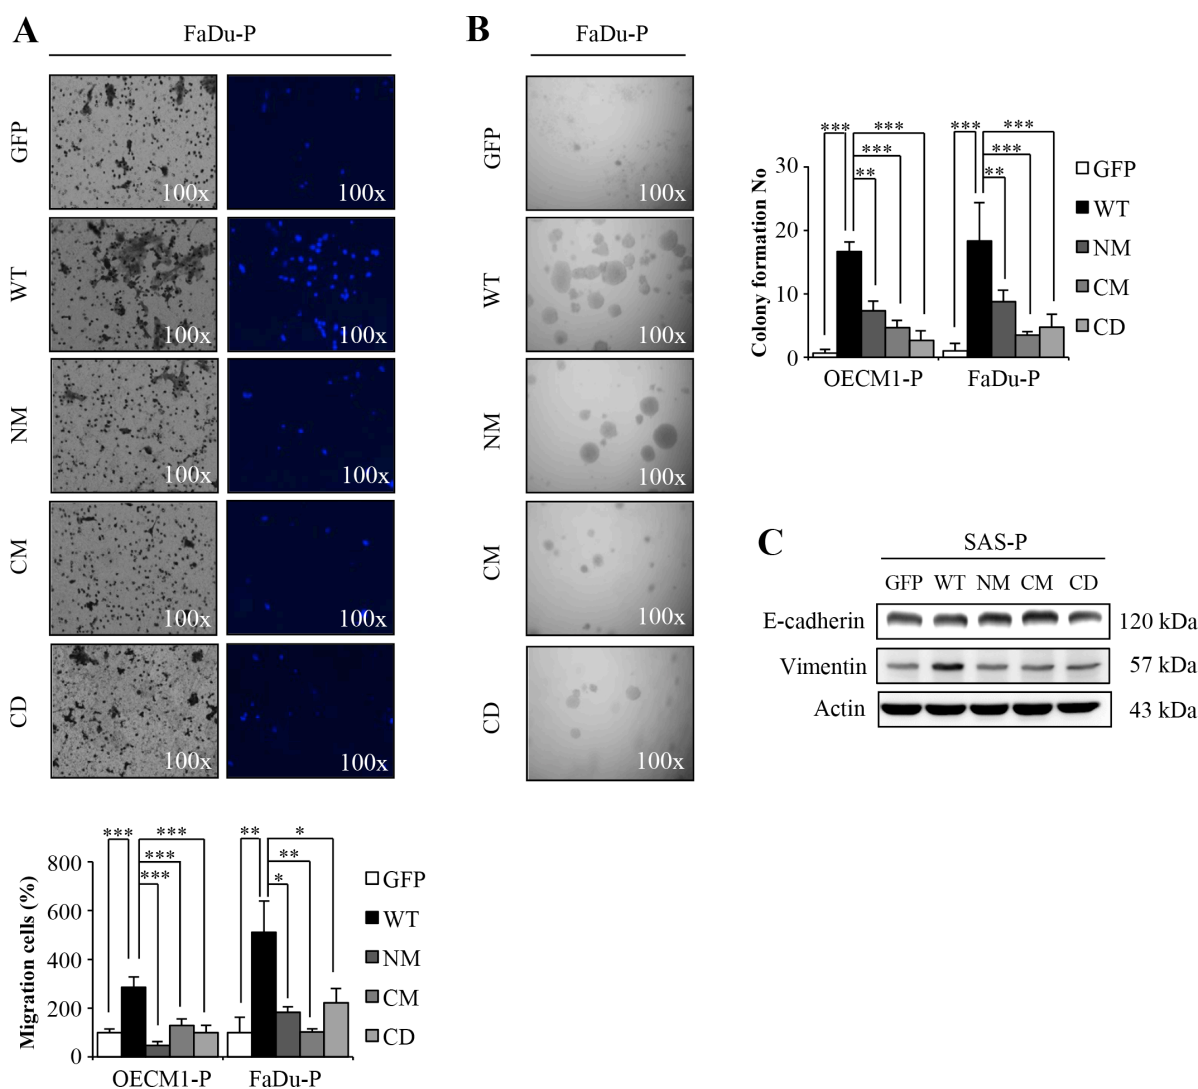 A
FaDu-P
GFP
100x
100x
WT
100x
100x
NM
100x
100x
CM
100x
100x
CD
100x
100x
*** *** ** *
*** **
*** *
800
600
400
200
0
Migration cells (%)
OECM1-P FaDu-P
GFP
WT
NM
CM
CD
B
FaDu-P
GFP
100x
WT
100x
NM
100x
CM
100x
CD
100x
*** *** *** ***
*** ***
** **
30
20
10
0
Colony formation No
OECM1-P FaDu-P
GFP
WT
NM
CM
CD
C
SAS-P
GFP WT NM CM CD
E-cadherin 120 kDa
Vimentin 57 kDa
Actin 43 kDa